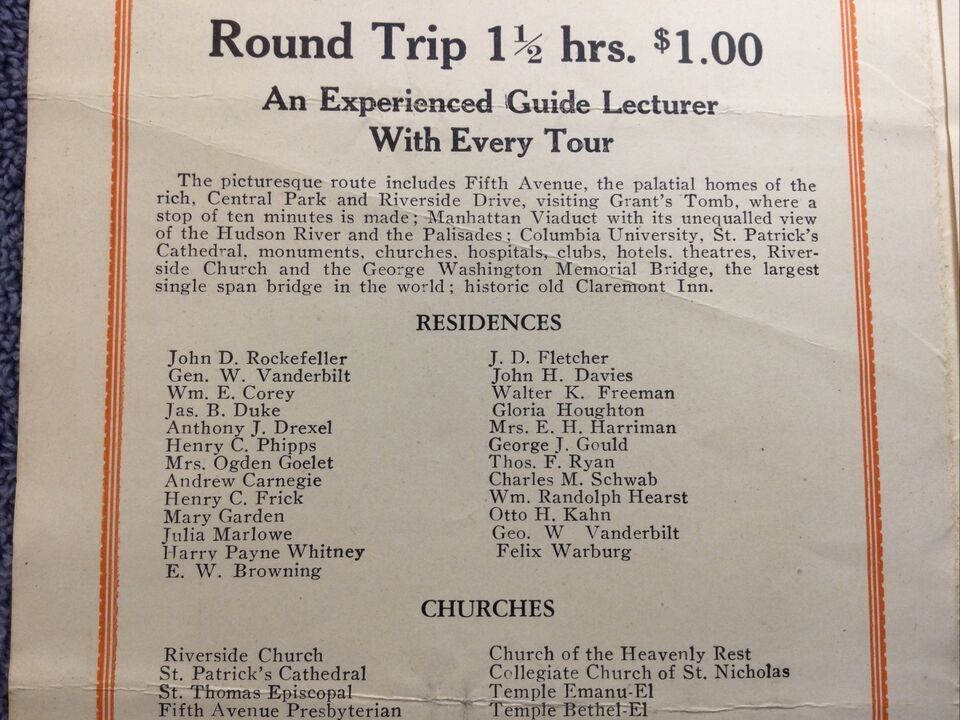 Round Trip 1½ hrs. $1.00
An Experienced Guide Lecturer
With Every Tour
The picturesque route includes Fifth Avenue, the palatial homes of the
rich, Central Park and Riverside Drive, visiting Grant's Tomb, where a
stop of ten minutes is made; Manhattan Viaduct with its unequalled view
of the Hudson River and the Palisades; Columbia University, St. Patrick's
Cathedral, monuments, churches, hospitals, clubs, hotels, theatres, River-
side Church and the George Washington Memorial Bridge, the largest
single span bridge in the world; historic old Claremont Inn.
RESIDENCES
John D. Rockefeller
Gen. W. Vanderbilt
Wm. E. Corey
Jas. B. Duke
Anthony J. Drexel
Henry C. Phipps
Mrs. Ogden Goelet
Andrew Carnegie
Henry C. Frick
Mary Garden
Julia Marlowe
Harry Payne Whitney
E. W. Browning
J. D. Fletcher
John H. Davies
Walter K. Freeman
Gloria Houghton
Mrs. E. H. Harriman
George J. Gould
Thos. F. Ryan
Charles M. Schwab
Wm. Randolph Hearst
Otto H. Kahn
Geo. W Vanderbilt
Felix Warburg
CHURCHES
Riverside Church
St. Patrick's Cathedral
St. Thomas Episcopal
Fifth Avenue Presbyterian
Church of the Heavenly Rest
Collegiate Church of St. Nicholas
Temple Emanu-El
Temple Bethel-El